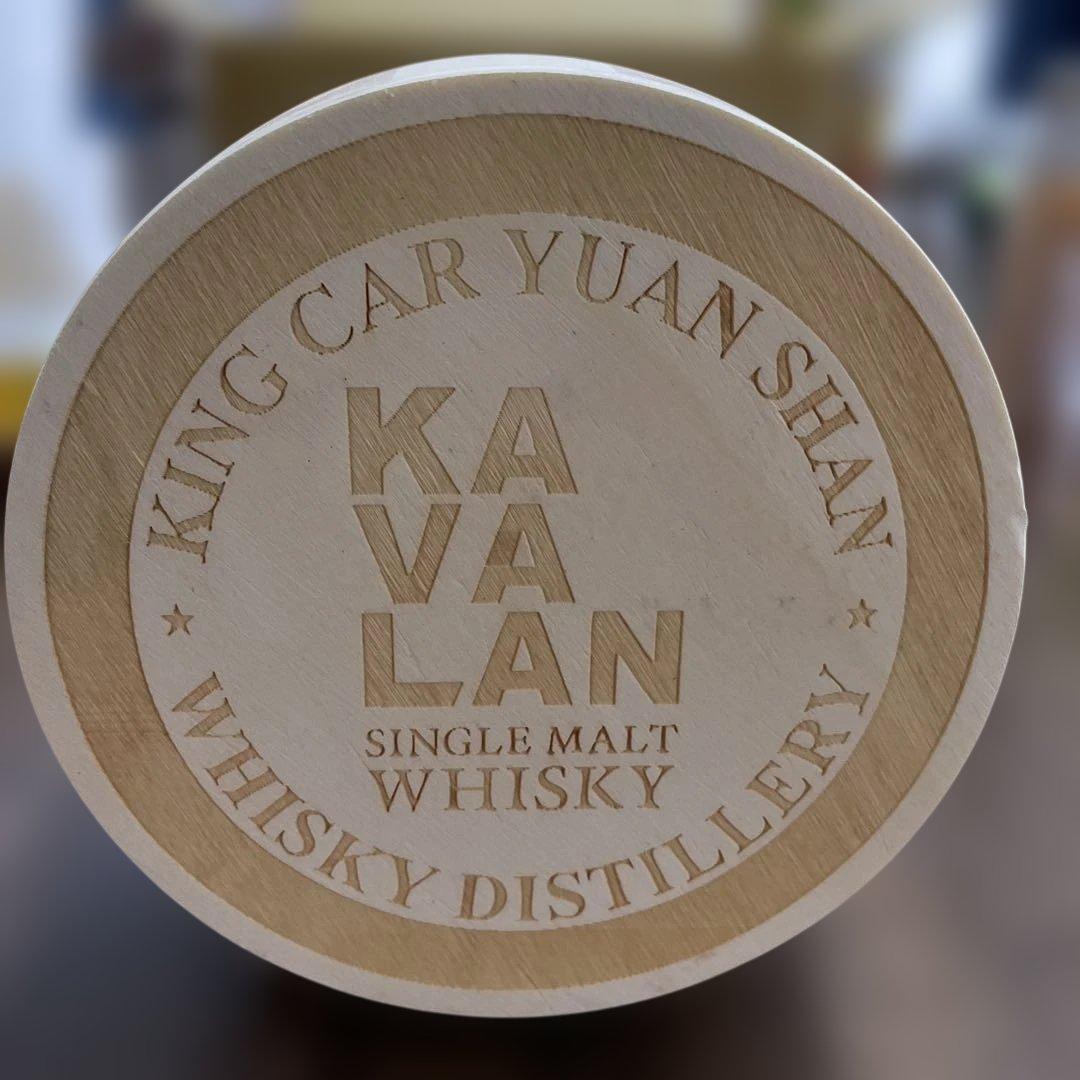 KING CAR YUAN SHAN
KA
VA
LAN
SINGLE MALT
WHISKY
WHISKY DISTILLERY